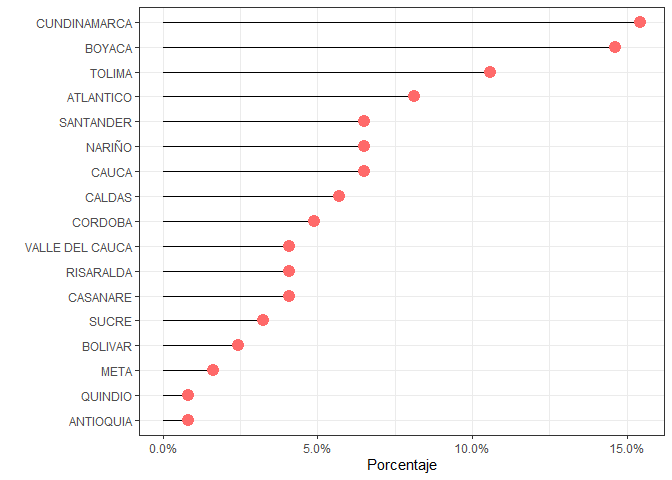 CUNDINAMARCA
BOYACA
TOLIMA
ATLANTICO
SANTANDER
NARIÑO
CAUCA
CALDAS
CORDOBA
VALLE DEL CAUCA
RISARALDA
CASANARE
SUCRE
BOLIVAR
META
QUINDIO
ANTIOQUIA
0.0% 5.0% 10.0% 15.0%
Porcentaje